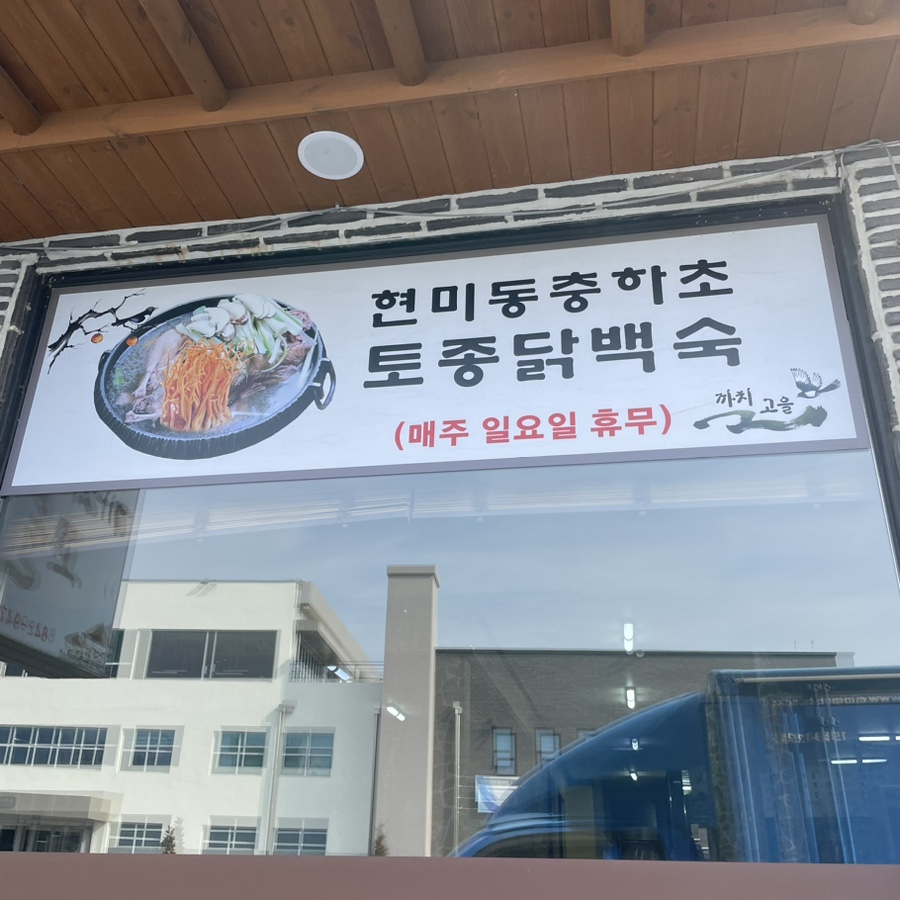 현미동충하초
토종닭백숙
(매주 일요일 휴무)
까치
고을